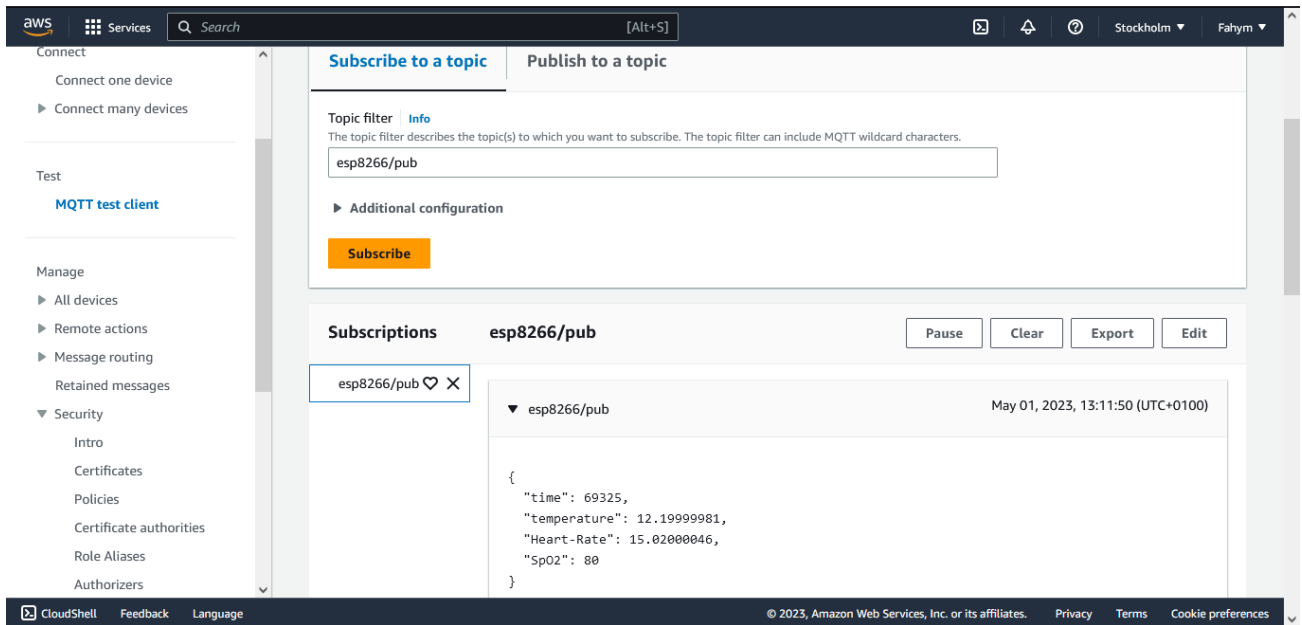 aws Services Search [Alt+S] Stockholm ▼ Fahym ▼
Connect
Connect one device
Connect many devices
Test
MQTT test client
Manage
All devices
Remote actions
Message routing
Retained messages
Security
Intro
Certificates
Policies
Certificate authorities
Role Aliases
Authorizers
Subscribe to a topic Publish to a topic
Topic filter Info
The topic filter describes the topic(s) to which you want to subscribe. The topic filter can include MQTT wildcard characters.
esp8266/pub
Additional configuration
Subscribe
Subscriptions esp8266/pub Pause Clear Export Edit
esp8266/pub
esp8266/pub May 01, 2023, 13:11:50 (UTC+0100)
{
"time": 69325,
"temperature": 12.19999981,
"Heart-Rate": 15.02000046,
"SpO2": 80
}
CloudShell Feedback Language © 2023, Amazon Web Services, Inc. or its affiliates. Privacy Terms Cookie preferences